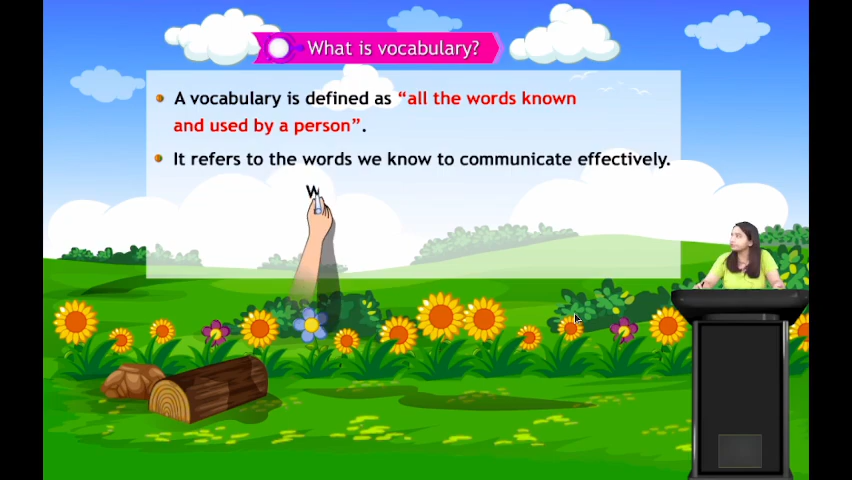 What is vocabulary?
A vocabulary is defined as “all the words known
and used by a person”.
It refers to the words we know to communicate effectively.
W